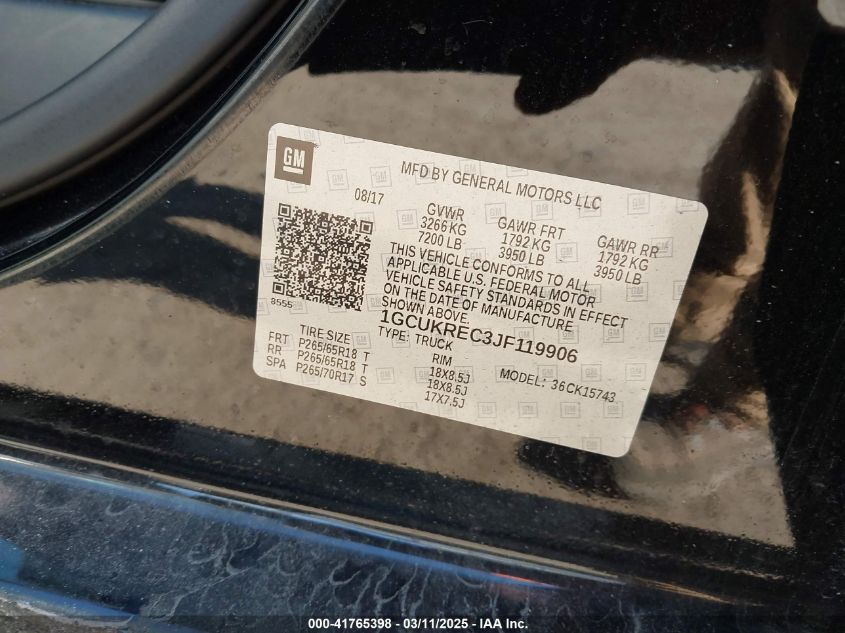 GM
MFD BY GENERAL MOTORS LLC
08/17
GVWR
3266 KG
7200 LB
GAWR FRT
1792 KG
3950 LB
GAWR RR
1792 KG
3950 LB
THIS VEHICLE CONFORMS TO ALL
APPLICABLE U.S. FEDERAL MOTOR
VEHICLE SAFETY STANDARDS IN EFFECT
ON THE DATE OF MANUFACTURE
SHOWN ABOVE.
8555
1GCUKREC3JF119906
TYPE: TRUCK
MODEL: 36CK15743
TIRE SIZE RIM
FRT P265/65R18 T 18X8.5J
RR P265/65R18 T 18X8.5J
SPA P265/70R17 S 17X7.5J
000-41765398 - 03/11/2025 - IAA Inc.